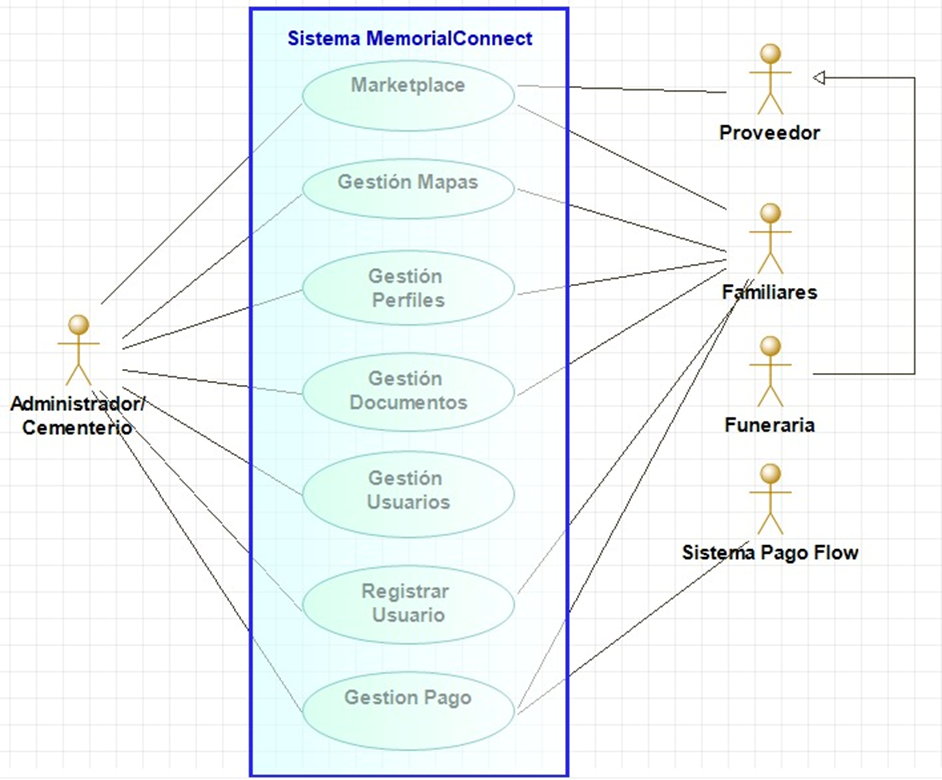 Sistema MemorialConnect
Marketplace
Gestión Mapas
Gestión
Perfiles
Gestión
Documentos
Gestión
Usuarios
Registrar
Usuario
Gestion Pago
Administrador/
Cementerio
Proveedor
Familiares
Funeraria
Sistema Pago Flow